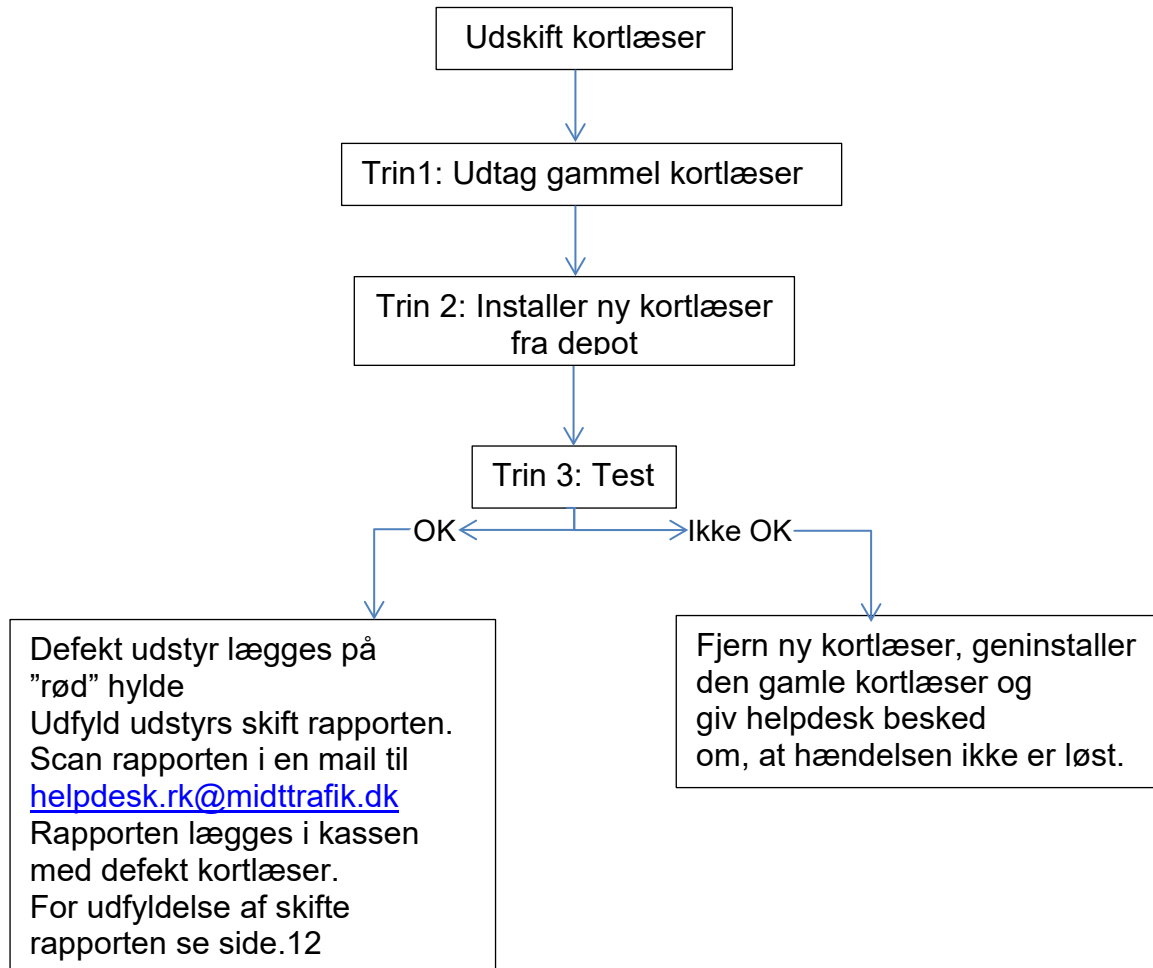 Udskift kortlæser
Trin1: Udtag gammel kortlæser
Trin 2: Installer ny kortlæser
fra depot
Trin 3: Test
OK
Ikke OK
Defekt udstyr lægges på
”rød” hylde
Udfyld udstyrs skift rapporten.
Scan rapporten i en mail til
helpdesk.rk@midttrafik.dk
Rapporten lægges i kassen
med defekt kortlæser.
For udfyldelse af skifte
rapporten se side.12
Fjern ny kortlæser, geninstaller
den gamle kortlæser og
giv helpdesk besked
om, at hændelsen ikke er løst.